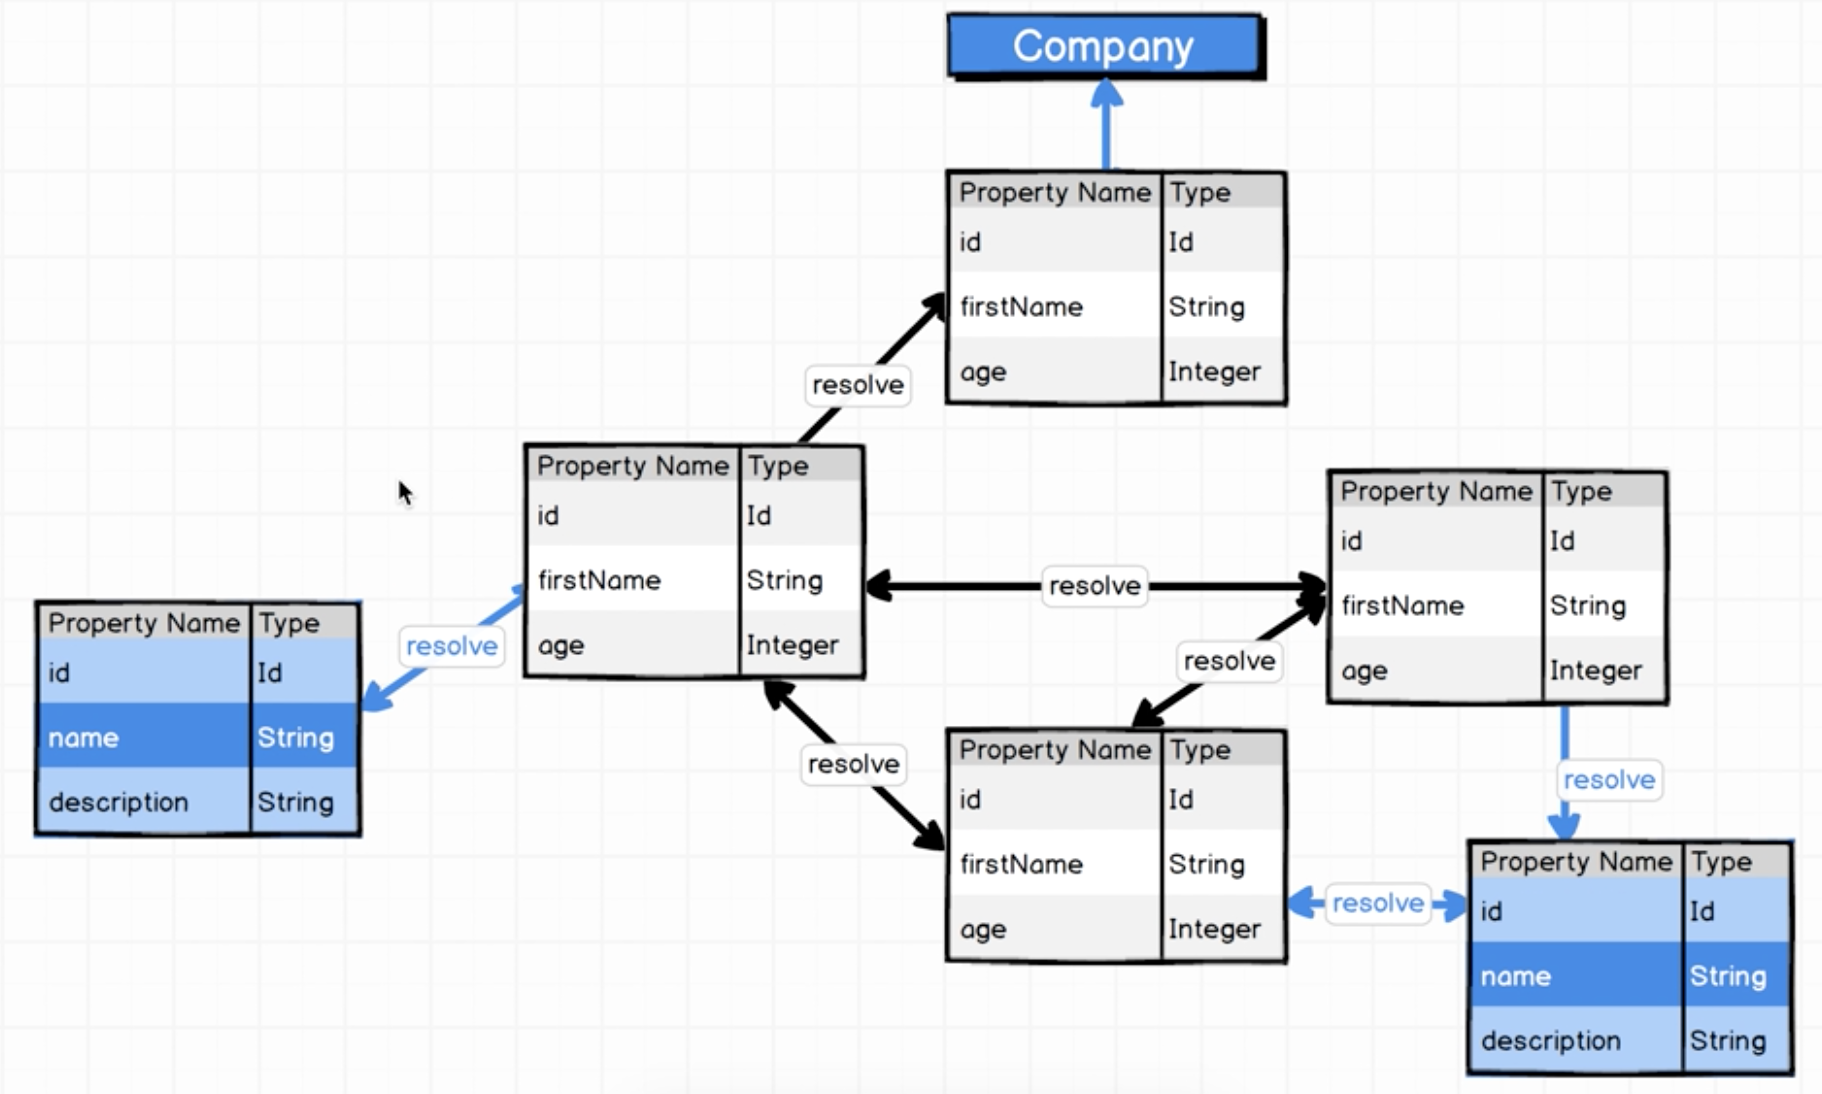 Company
Property Name Type
id Id
firstName String
age Integer
resolve
Property Name Type
id Id
firstName String
age Integer
Property Name Type
id Id
firstName String
age Integer
resolve
resolve
resolve
resolve
Property Name Type
id Id
name String
description String
Property Name Type
id Id
firstName String
age Integer
resolve
resolve
Property Name Type
id Id
name String
description String